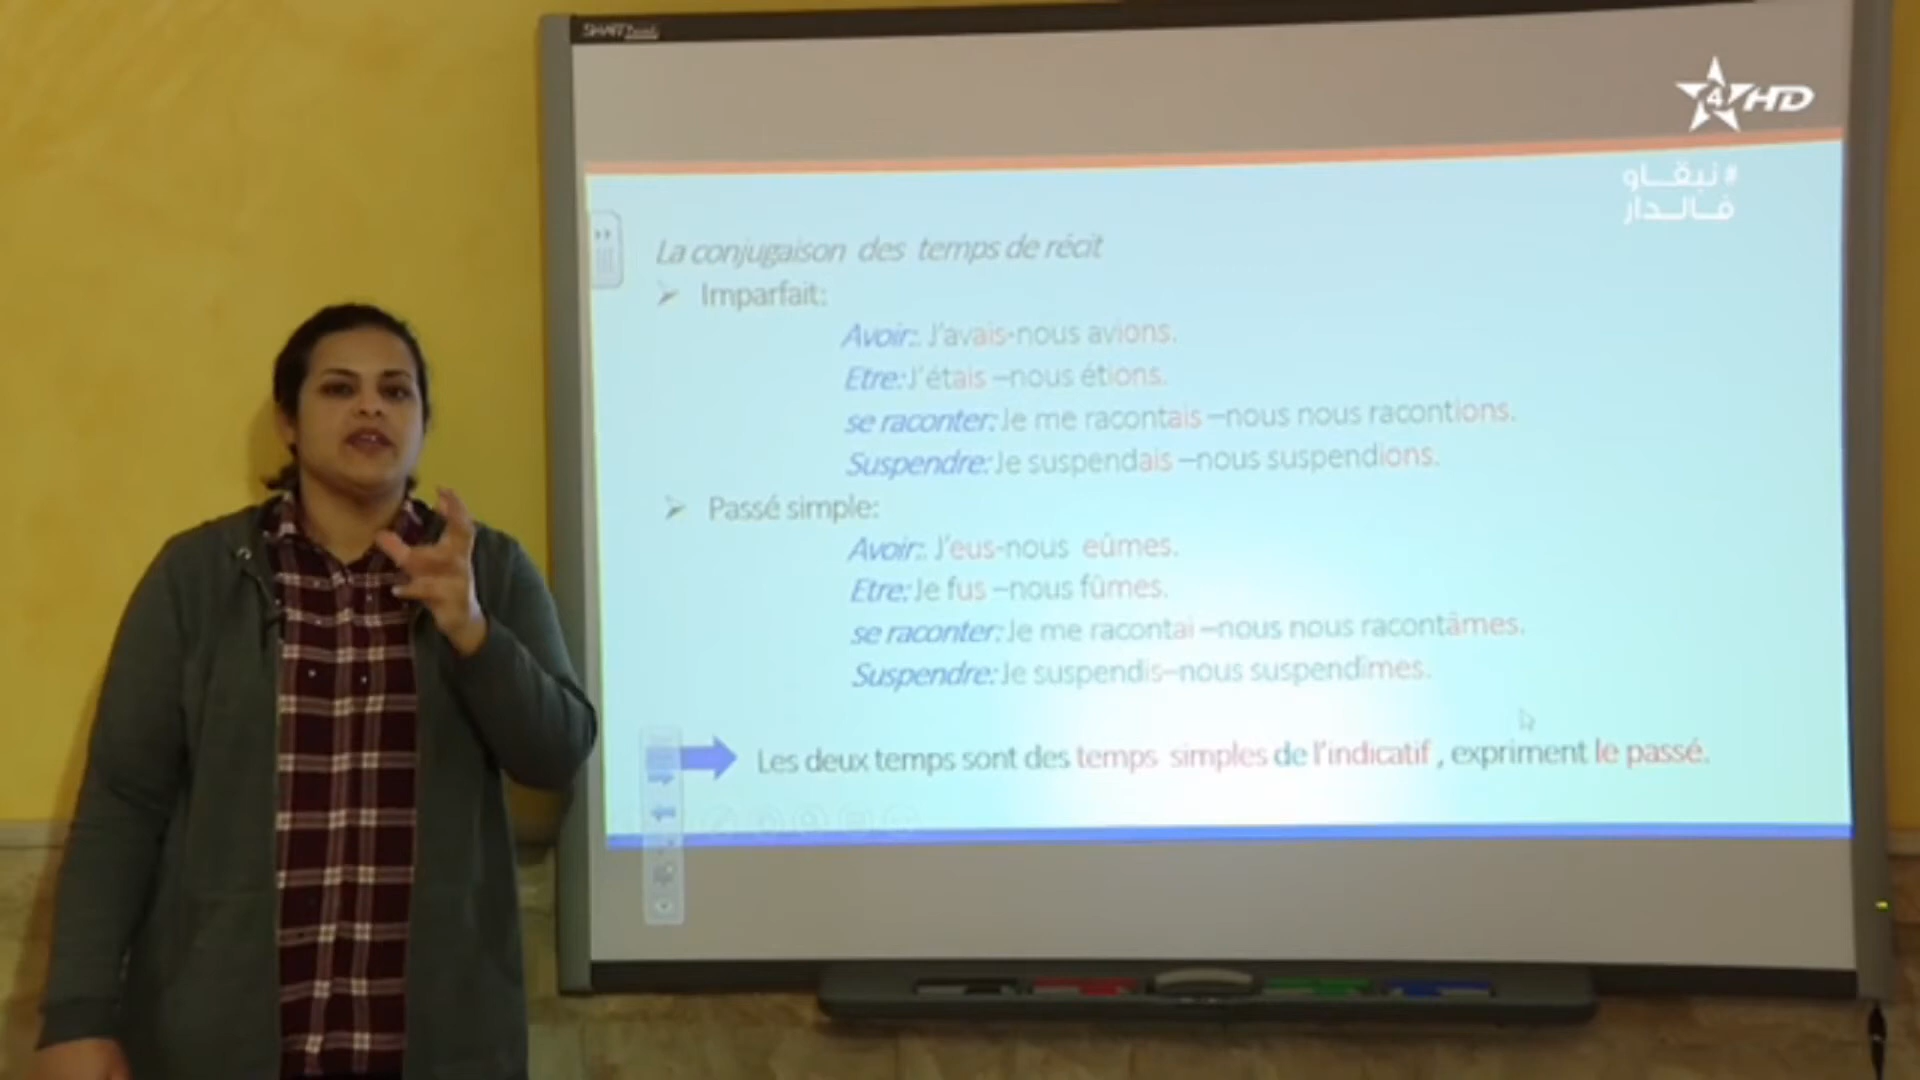 SMART Board
4 HD
#نبقاو
فالدار
La conjugaison des temps de récit
➤ Imparfait:
Avoir: J'avais-nous avions.
Etre: J'étais –nous étions.
se raconter: Je me racontais –nous nous racontions.
Suspendre: Je suspendais –nous suspendions.
➤ Passé simple:
Avoir: J'eus-nous eûmes.
Etre: Je fus –nous fûmes.
se raconter: Je me racontai –nous nous racontâmes.
Suspendre: Je suspendis–nous suspendîmes.
Les deux temps sont des temps simples de l'indicatif , expriment le passé.